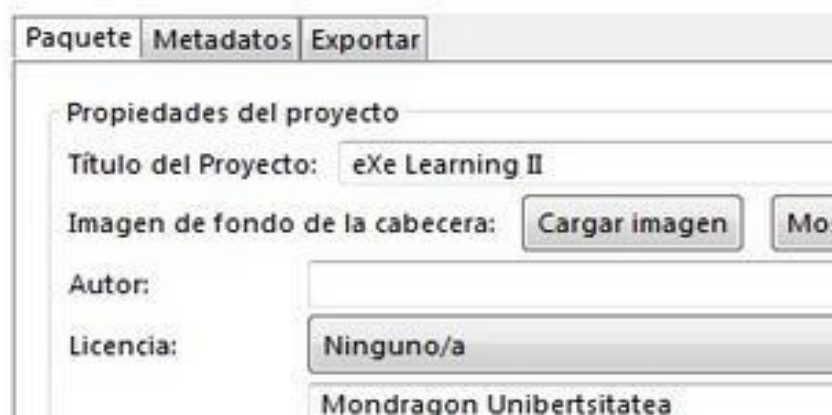 Paquete Metadatos Exportar
Propiedades del proyecto
Título del Proyecto: eXe Learning II
Imagen de fondo de la cabecera: Cargar imagen
Autor:
Licencia: Ninguno/a
Mondragon Unibertsitatea